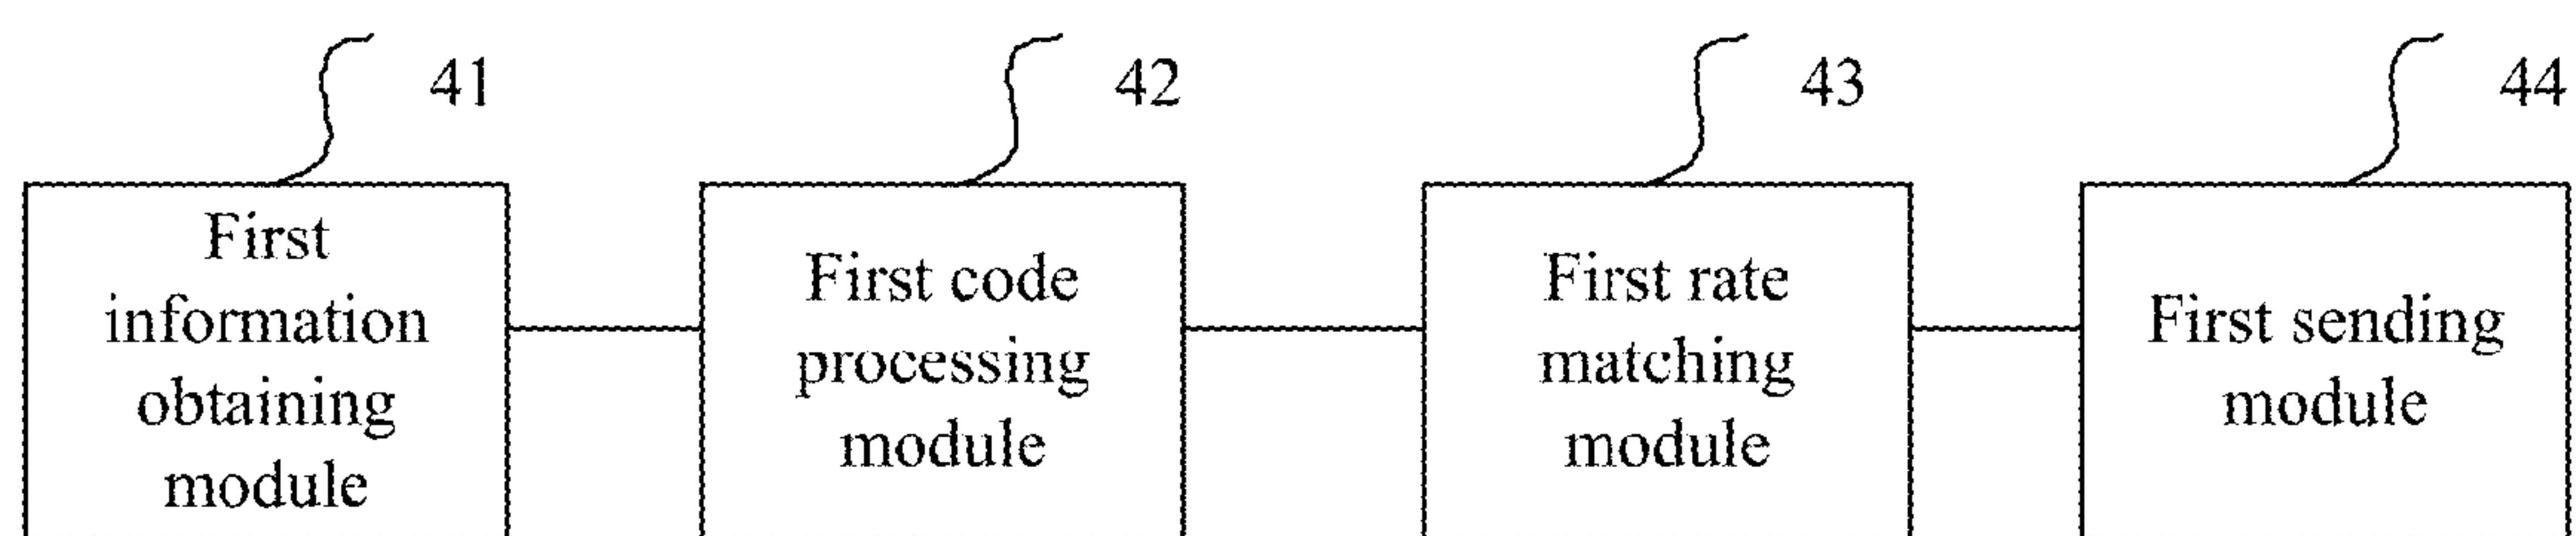 41
42
43
44
First
information
obtaining
module
First code
processing
module
First rate
matching
module
First sending
module